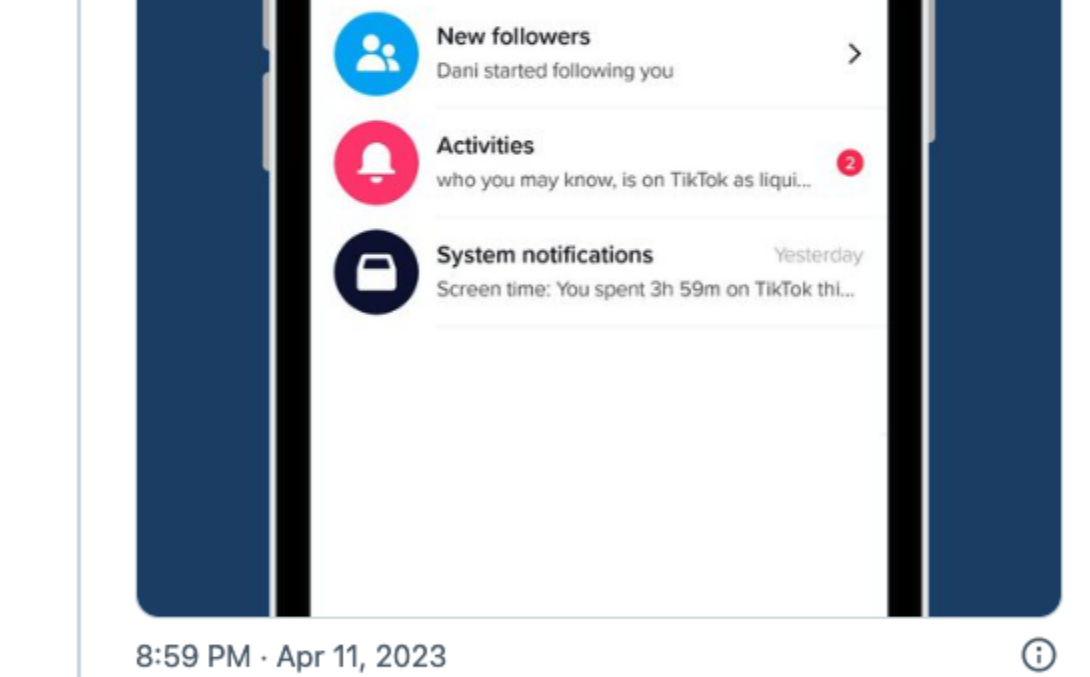 New followers
Dani started following you
Activities
2
who you may know, is on TikTok as liqui...
System notifications
Yesterday
Screen time: You spent 3h 59m on TikTok thi...
8:59 PM · Apr 11, 2023